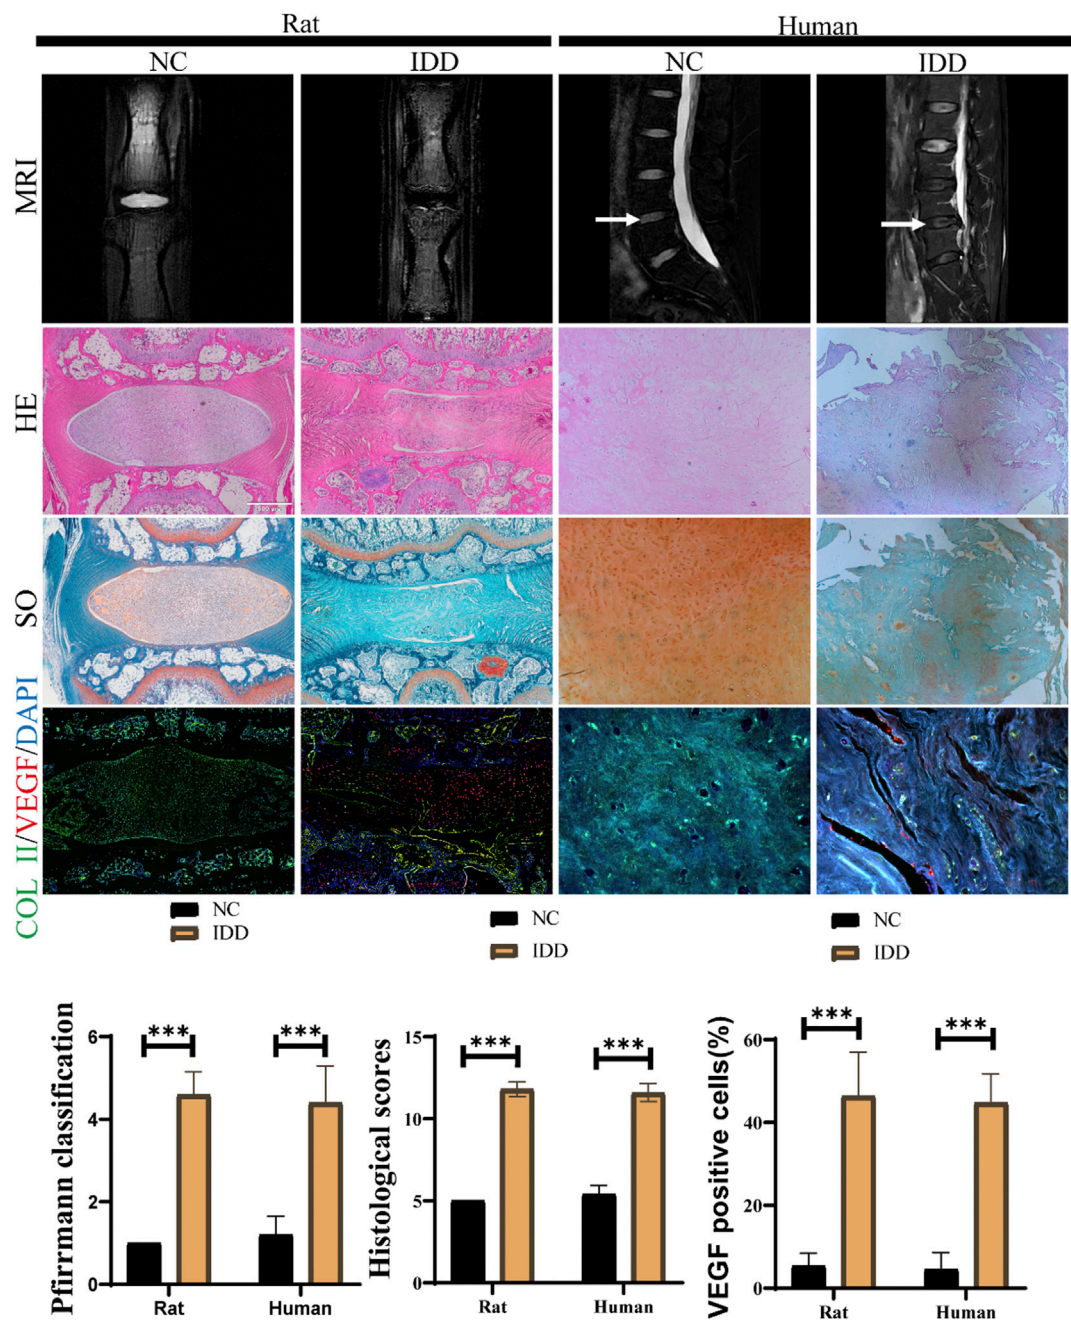 Rat Human
NC IDD NC IDD
MRI
HE
500 μm
SO
COL II/VEGF/DAPI
NC
IDD
NC
IDD
NC
IDD
Pfirrmann classification
6
4
2
0
***
***
Rat Human
Histological scores
15
10
5
0
***
***
Rat Human
VEGF positive cells(%)
60
40
20
0
***
***
Rat Human